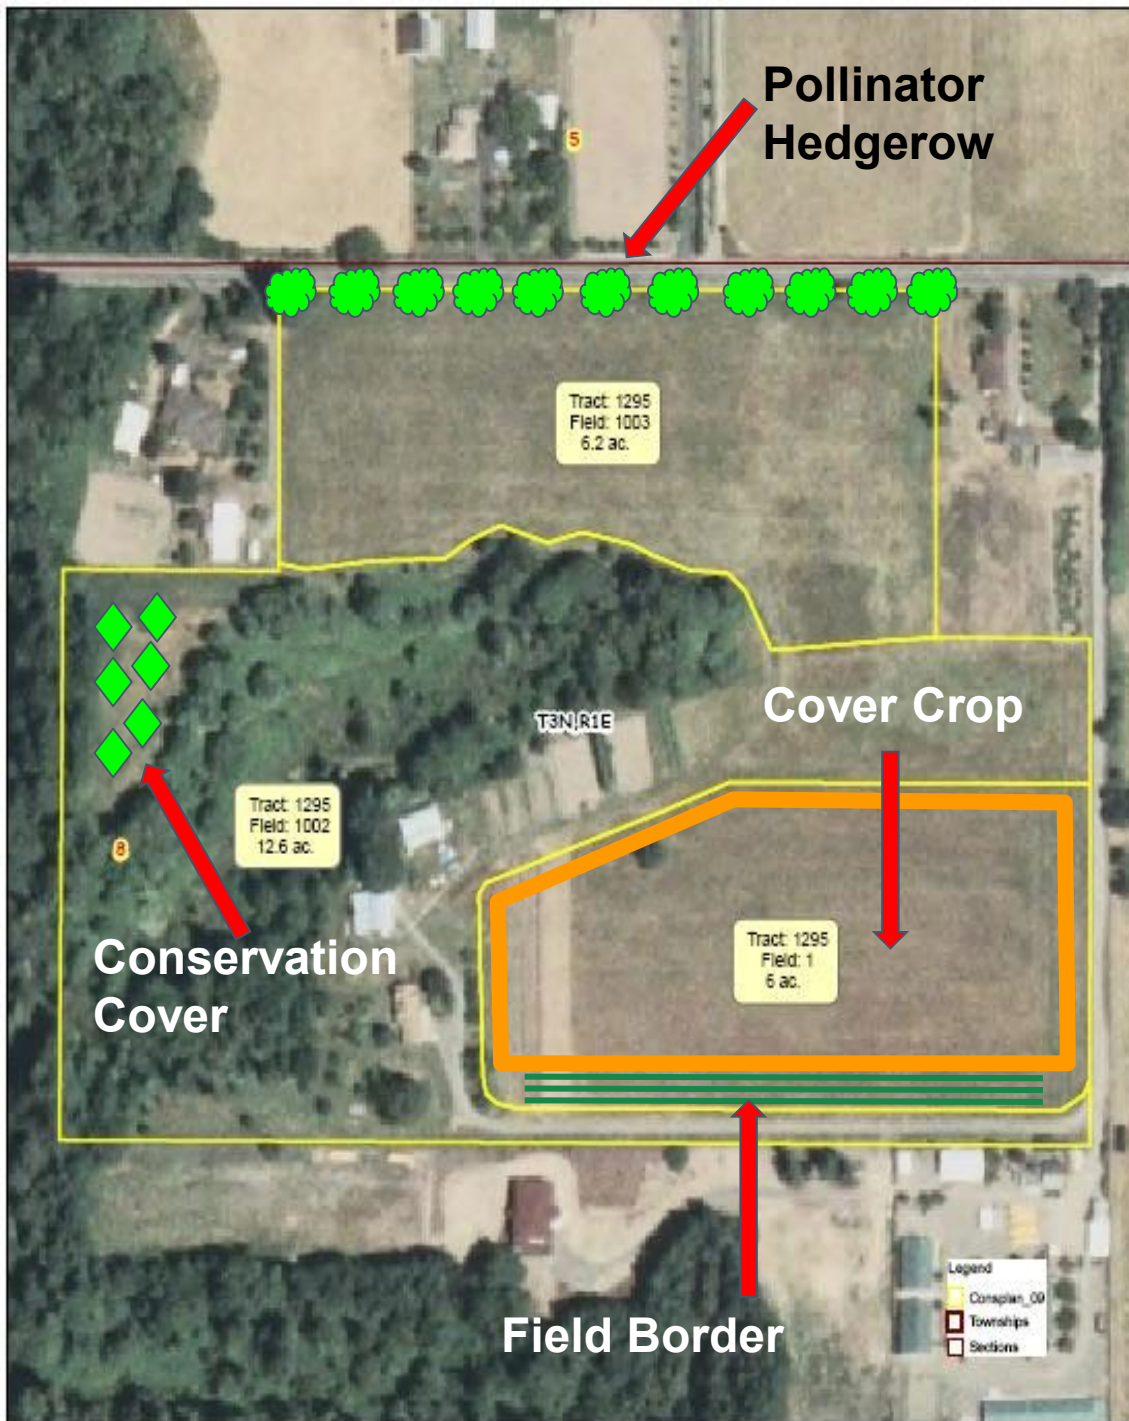 Pollinator
Hedgerow
5
Tract: 1295
Field: 1003
6.2 ac.
T3N,R1E
Cover Crop
Tract: 1295
Field: 1002
12.6 ac.
8
Conservation
Cover
Tract: 1295
Field: 1
6 ac.
Field Border
Legend
Consplan_09
Townships
Sections